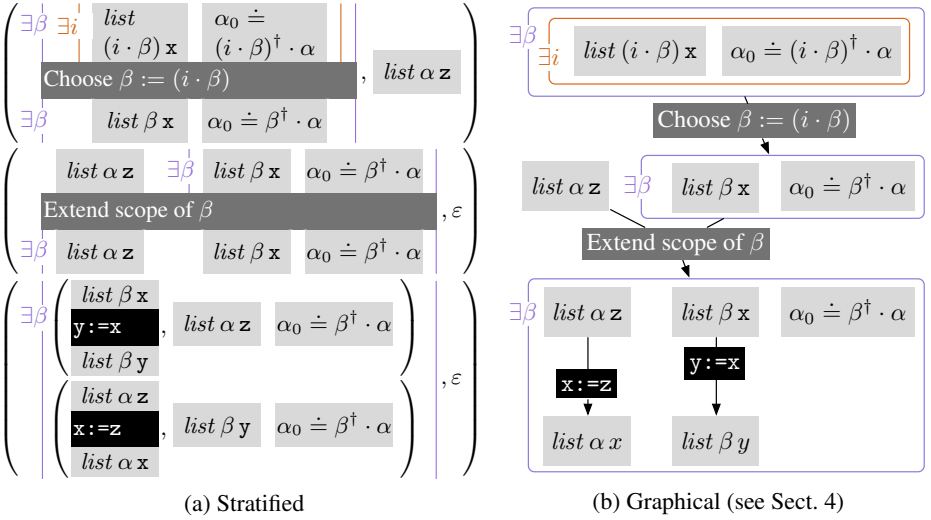 ∃β ∃i list α₀ ≐
(i · β) x (i · β)† · α
Choose β := (i · β) , list α z
∃β list β x α₀ ≐ β† · α
list α z ∃β list β x α₀ ≐ β† · α
Extend scope of β , ε
∃β list α z list β x α₀ ≐ β† · α
∃β list β x
y:=x , list α z α₀ ≐ β† · α
list β y
, ε
list α z
x:=z , list β y α₀ ≐ β† · α
list α x
(a) Stratified
∃β ∃i list (i · β) x α₀ ≐ (i · β)† · α
Choose β := (i · β)
list α z ∃β list β x α₀ ≐ β† · α
Extend scope of β
∃β list α z list β x α₀ ≐ β† · α
y:=x
x:=z
list α x list β y
(b) Graphical (see Sect. 4)